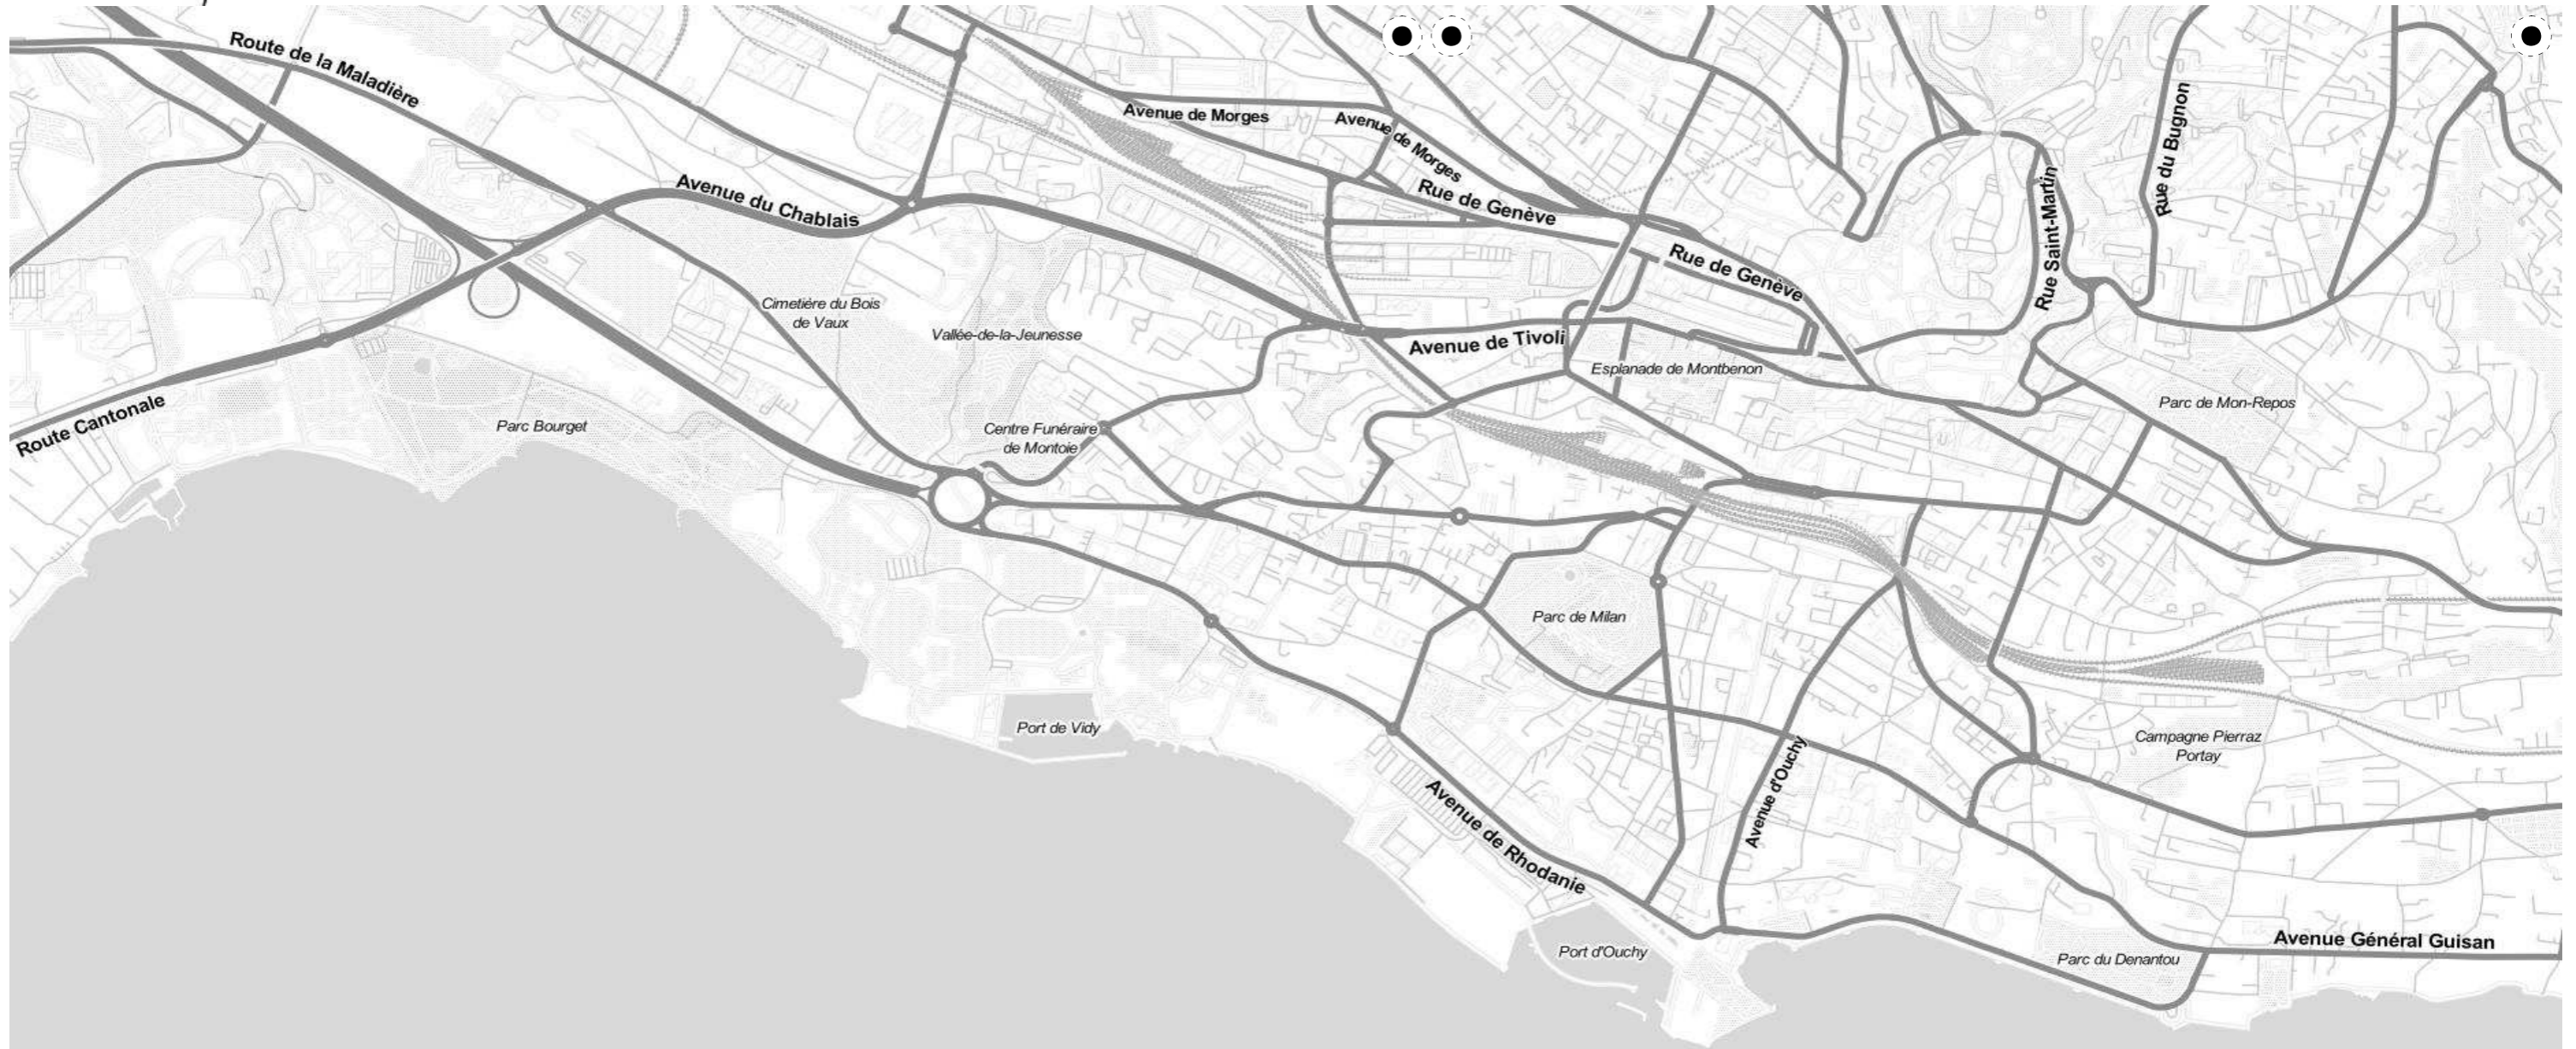 Route de la Maladière
Avenue de Morges
Avenue de Morges
Rue du Bugnon
Avenue du Chablais
Rue de Genève
Rue Saint-Martin
Rue de Genève
Cimetière du Bois
de Vaux
Vallée-de-la-Jeunesse
Avenue de Tivoli
Esplanade de Montbenon
Parc de Mon-Repos
Route Cantonale
Parc Bourget
Centre Funéraire
de Montoie
Parc de Milan
Port de Vidy
Campagne Pierraz
Portay
Avenue d'Ouchy
Avenue de Rhodanie
Port d'Ouchy
Avenue Général Guisan
Parc du Denantou